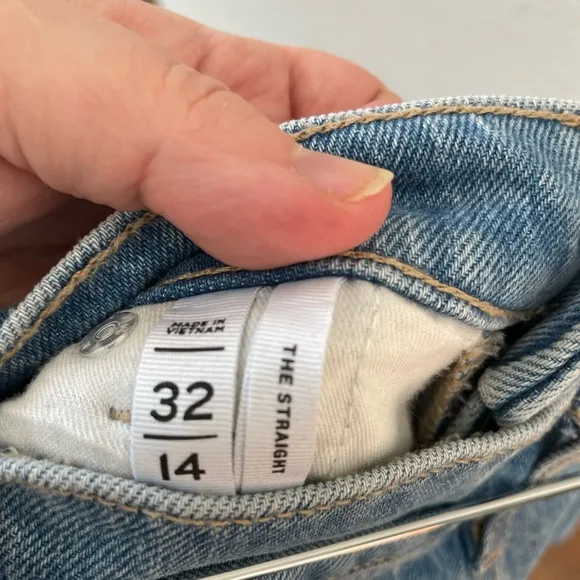 MADE IN
VIETNAM
32
14
THE STRAIGHT